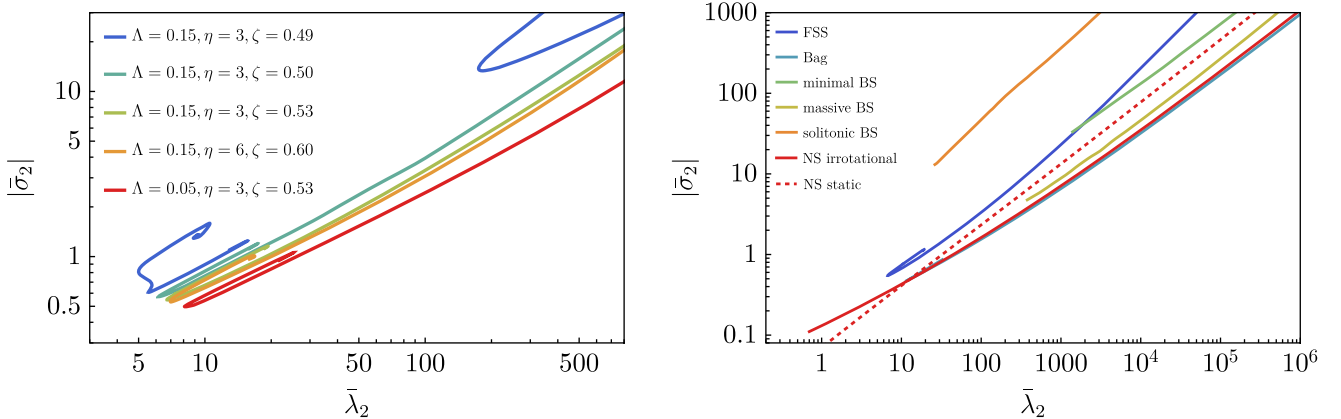 Λ = 0.15, η = 3, ζ = 0.49
Λ = 0.15, η = 3, ζ = 0.50
Λ = 0.15, η = 3, ζ = 0.53
Λ = 0.15, η = 6, ζ = 0.60
Λ = 0.05, η = 3, ζ = 0.53
10
5
1
0.5
|σ̄₂|
5
10
50
100
500
λ̄₂
FSS
Bag
minimal BS
massive BS
solitonic BS
NS irrotational
NS static
1000
100
10
1
0.1
|σ̄₂|
1
10
100
1000
10⁴
10⁵
10⁶
λ̄₂